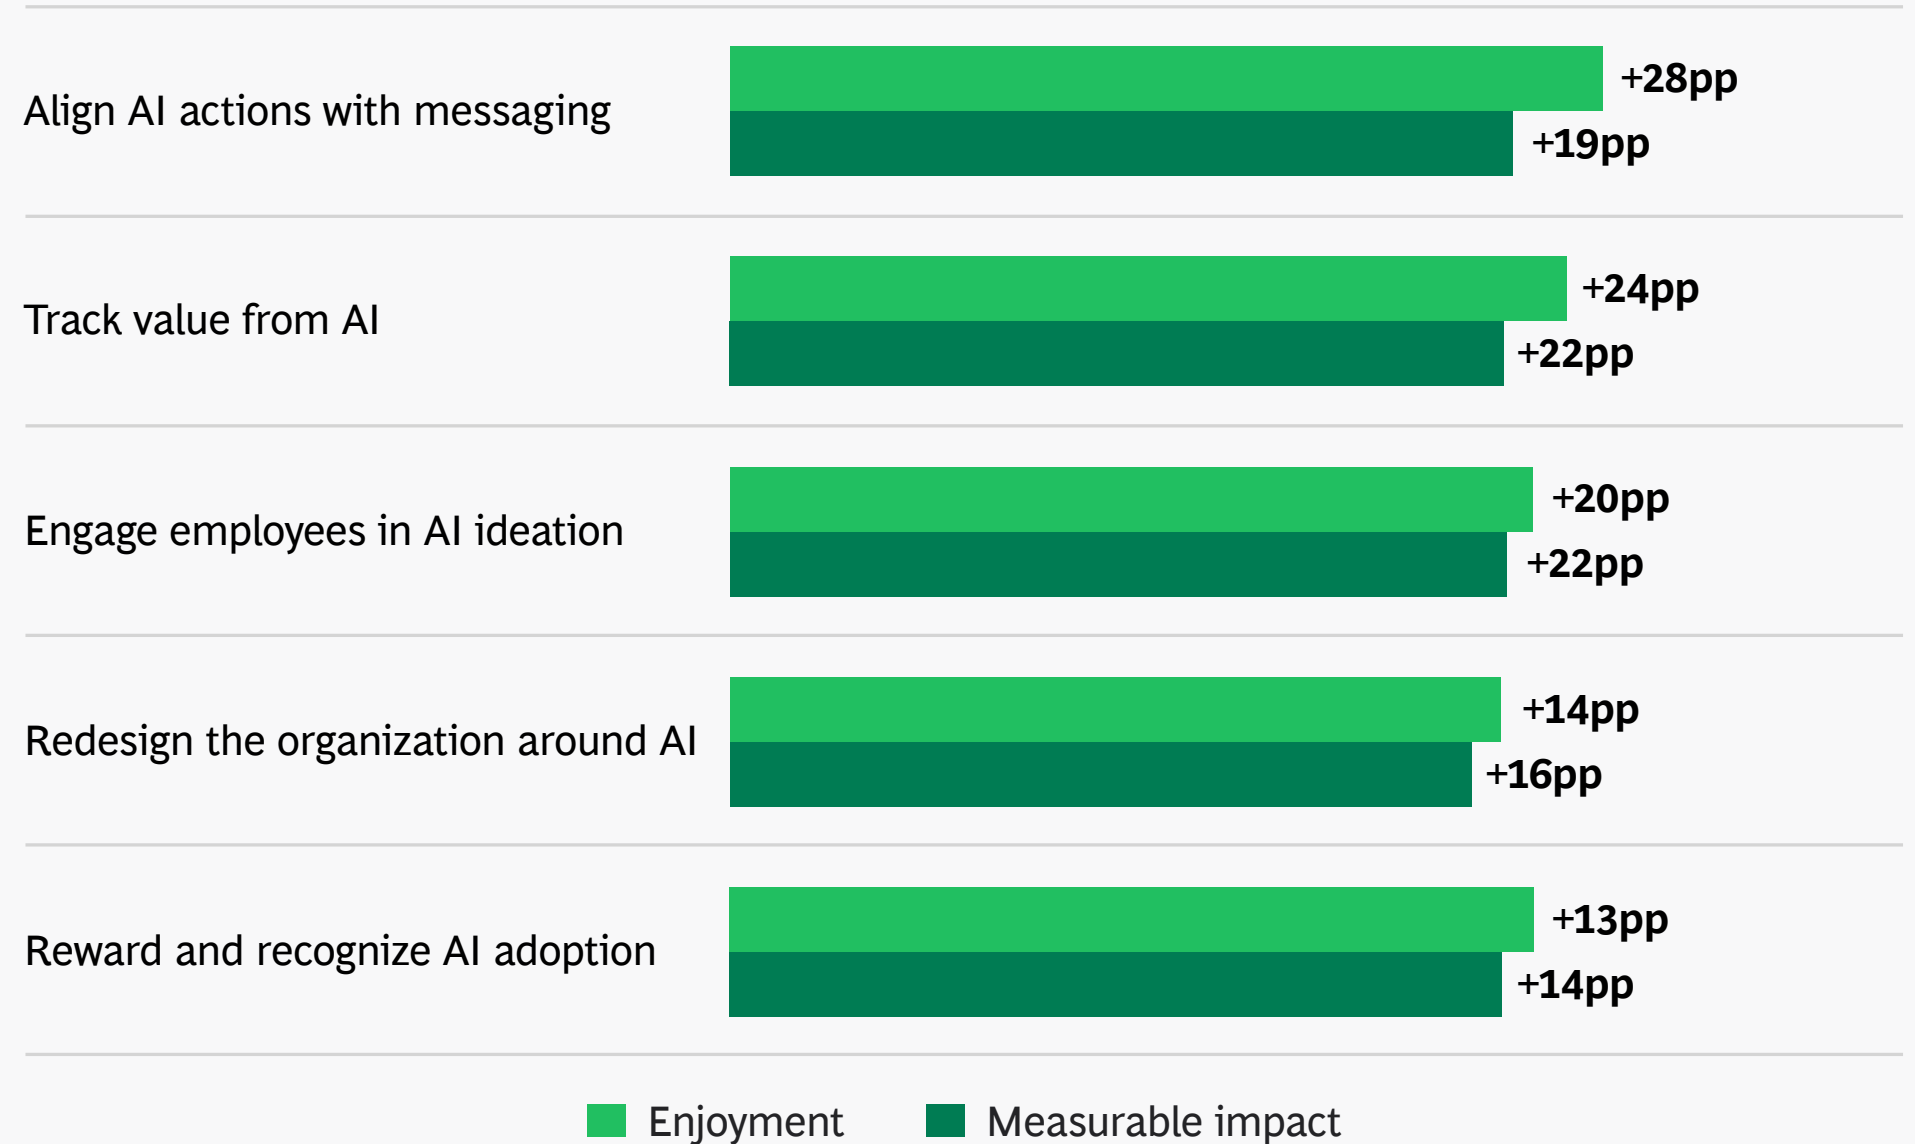 Align AI actions with messaging
+28pp
+19pp
Track value from AI
+24pp
+22pp
Engage employees in AI ideation
+20pp
+22pp
Redesign the organization around AI
+14pp
+16pp
Reward and recognize AI adoption
+13pp
+14pp
Enjoyment
Measurable impact